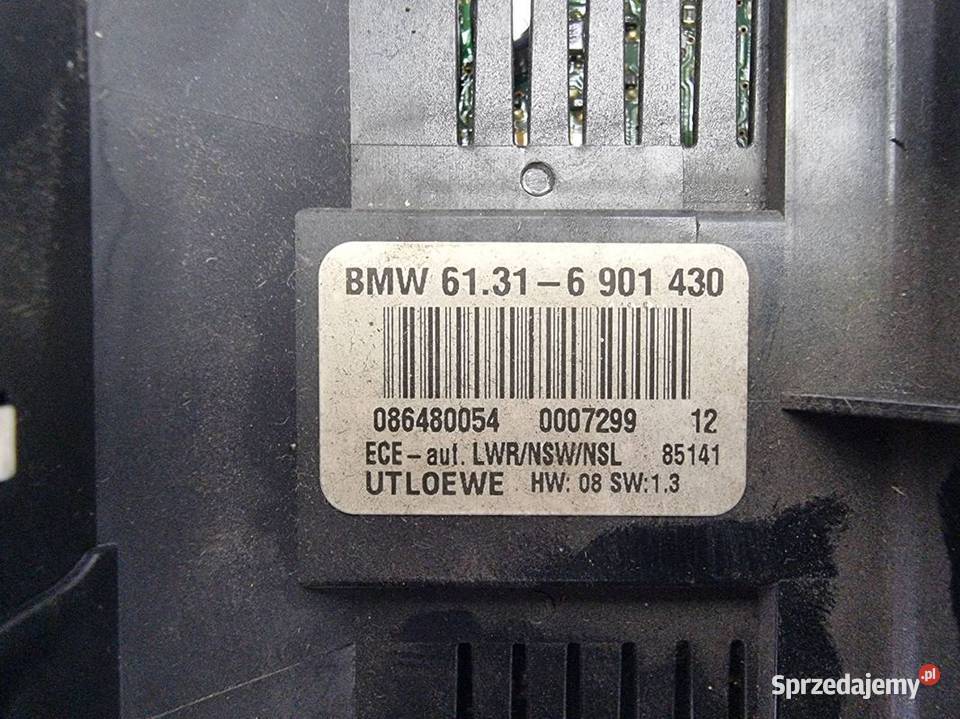 BMW 61.31-6 901 430
086480054 0007299 12
ECE-aut. LWR/NSW/NSL 85141
UTLOEWE HW: 08 SW:1.3
Sprzedajemy.pl